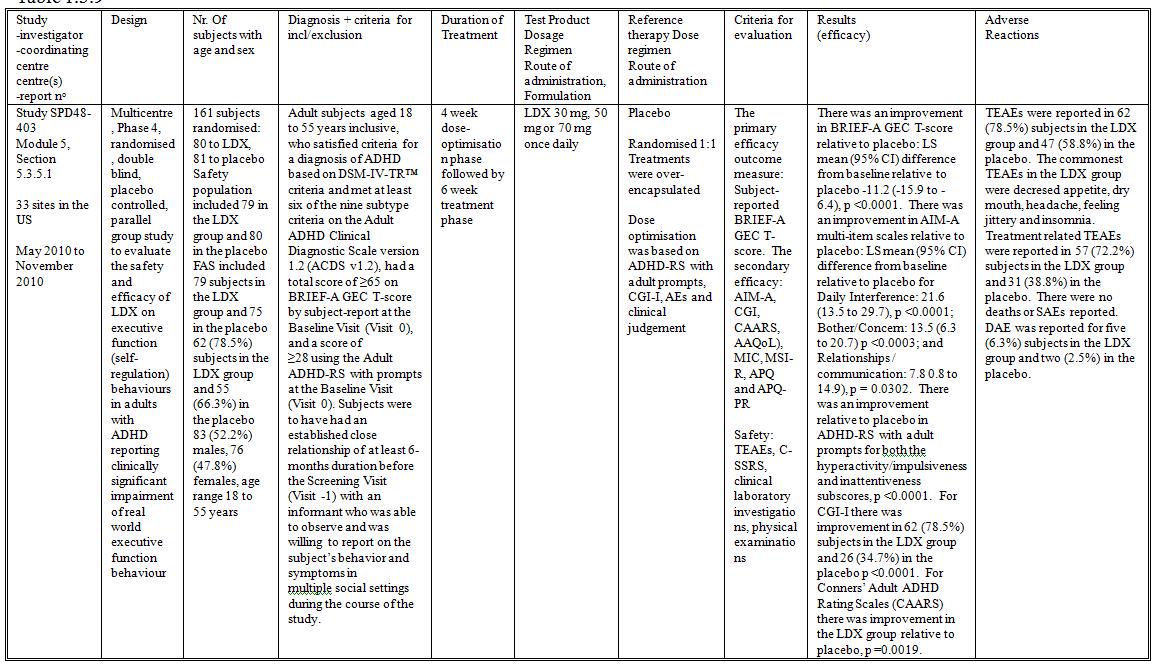 Table 1.5.9
Study
-investigator
-coordinating
centre
centre(s)
-report nº
Design
Nr. Of
subjects with
age and sex
Diagnosis + criteria for
incl/exclusion
Duration of
Treatment
Test Product
Dosage
Regimen
Route of
administration,
Formulation
Reference
therapy Dose
regimen
Route of
administration
Criteria for
evaluation
Results
(efficacy)
Adverse
Reactions
Study SPD48-
403
Module 5,
Section
5.3.5.1
33 sites in the
US
May 2010 to
November
2010
Multicentre
, Phase 4,
randomised
, double
blind,
placebo
controlled,
parallel
group study
to evaluate
the safety
and
efficacy of
LDX on
executive
function
(self-
regulation)
behaviours
in adults
with
ADHD
reporting
clinically
significant
impairment
of real
world
executive
function
behaviour
161 subjects
randomised:
80 to LDX,
81 to placebo
Safety
population
included 79 in
the LDX
group and 80
in the placebo
FAS included
79 subjects in
the LDX
group and 75
in the placebo
62 (78.5%)
subjects in the
LDX group
and 55
(66.3%) in
the placebo
83 (52.2%)
males, 76
(47.8%)
females, age
range 18 to
55 years
Adult subjects aged 18
to 55 years inclusive,
who satisfied criteria for
a diagnosis of ADHD
based on DSM-IV-TR™
criteria and met at least
six of the nine subtype
criteria on the Adult
ADHD Clinical
Diagnostic Scale version
1.2 (ACDS v1.2), had a
total score of ≥65 on
BRIEF-A GEC T-score
by subject-report at the
Baseline Visit (Visit 0),
and a score of
≥28 using the Adult
ADHD-RS with prompts
at the Baseline Visit
(Visit 0). Subjects were
to have had an
established close
relationship of at least 6-
months duration before
the Screening Visit
(Visit -1) with an
informant who was able
to observe and was
willing to report on the
subject's behavior and
symptoms in
multiple social settings
during the course of the
study.
4 week
dose-
optimisatio
n phase
followed by
6 week
treatment
phase
LDX 30 mg, 50
mg or 70 mg
once daily
Placebo
Randomised 1:1
Treatments
were over-
encapsulated
Dose
optimisation
was based on
ADHD-RS with
adult prompts,
CGI-I, AEs and
clinical
judgement
The
primary
efficacy
outcome
measure:
Subject-
reported
BRIEF-A
GEC T-
score. The
secondary
efficacy:
AIM-A,
CGI,
CAARS,
AAQoL),
MIC, MSI-
R, APQ
and APQ-
PR
Safety:
TEAEs, C-
SSRS,
clinical
laboratory
investigatio
ns, physical
examinatio
ns
There was an improvement
in BRIEF-A GEC T-score
relative to placebo: LS
mean (95% CI) difference
from baseline relative to
placebo -11.2 (-15.9 to -
6.4), p <0.0001. There was
an improvement in AIM-A
multi-item scales relative to
placebo: LS mean (95% CI)
difference from baseline
relative to placebo for
Daily Interference: 21.6
(13.5 to 29.7), p <0.0001;
Bother/Concern: 13.5 (6.3
to 20.7) p <0.0003; and
Relationships /
communication: 7.8 0.8 to
14.9), p = 0.0302. There
was an improvement
relative to placebo in
ADHD-RS with adult
prompts for both the
hyperactivity/impulsiveness
and inattentiveness
subscores, p <0.0001. For
CGI-I there was
improvement in 62 (78.5%)
subjects in the LDX group
and 26 (34.7%) in the
placebo p <0.0001. For
Conners' Adult ADHD
Rating Scales (CAARS)
there was improvement in
the LDX group relative to
placebo, p =0.0019.
TEAEs were reported in 62
(78.5%) subjects in the LDX
group and 47 (58.8%) in the
placebo. The commonest
TEAEs in the LDX group
were decresed appetite, dry
mouth, headache, feeling
jittery and insomnia.
Treatment related TEAEs
were reported in 57 (72.2%)
subjects in the LDX group
and 31 (38.8%) in the
placebo. There were no
deaths or SAEs reported.
DAE was reported for five
(6.3%) subjects in the LDX
group and two (2.5%) in the
placebo.